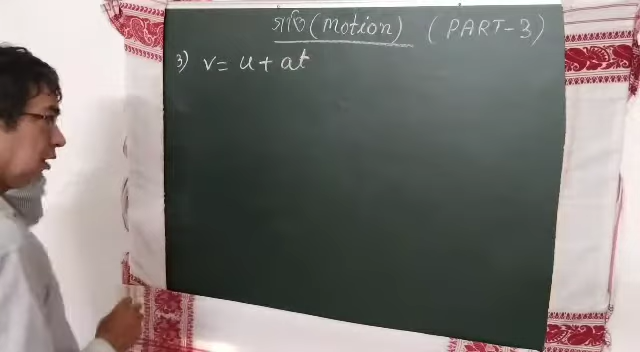 গতি (Motion) (PART-3)
3) v = u + at